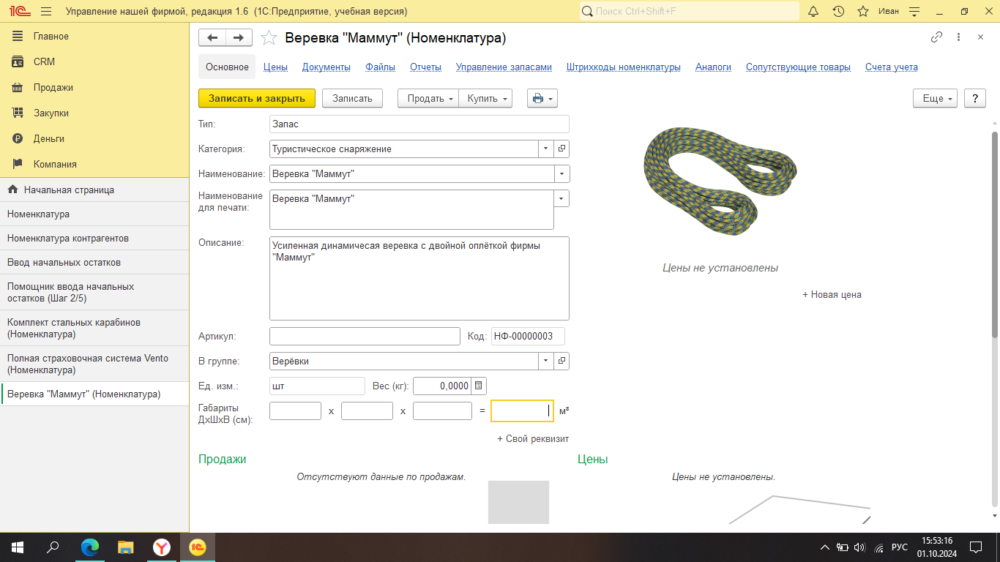 1С Управление нашей фирмой, редакция 1.6 (1С:Предприятие, учебная версия) Поиск Ctrl+Shift+F Иван
Главное
CRM
Продажи
Закупки
Деньги
Компания
Начальная страница
Номенклатура
Номенклатура контрагентов
Ввод начальных остатков
Помощник ввода начальных
остатков (Шаг 2/5)
Комплект стальных карабинов
(Номенклатура)
Полная страховочная система Vento
(Номенклатура)
Веревка "Маммут" (Номенклатура)
Веревка "Маммут" (Номенклатура)
Основное Цены Документы Файлы Отчеты Управление запасами Штрихкоды номенклатуры Аналоги Сопутствующие товары Счета учета
Записать и закрыть Записать Продать Купить Еще ?
Тип: Запас
Категория: Туристическое снаряжение
Наименование: Веревка "Маммут"
Наименование
для печати:
Веревка "Маммут"
Описание:
Усиленная динамичесая веревка с двойной оплёткой фирмы
"Маммут"
Цены не установлены
+ Новая цена
Артикул: Код: НФ-00000003
В группе: Верёвки
Ед. изм.: шт Вес (кг): 0,0000
Габариты
ДхШхВ (см):
х х = м³
+ Свой реквизит
Продажи Цены
Отсутствуют данные по продажам. Цены не установлены.
1С РУС 15:53:16
01.10.2024